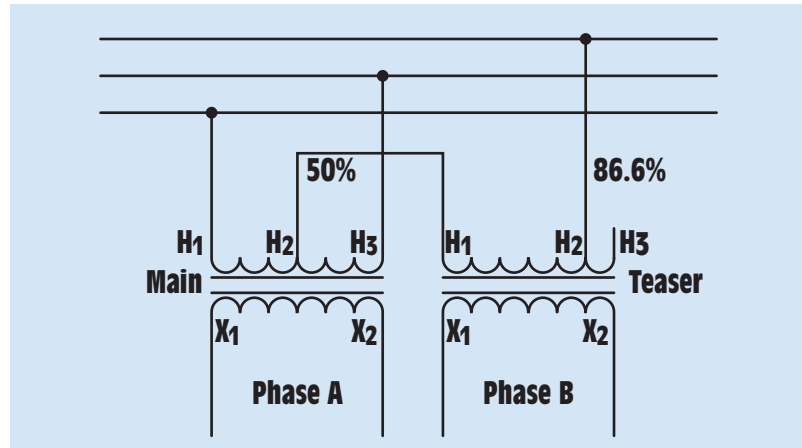 50% 86.6%
H1 H2 H3 H1 H2 H3
Main Teaser
X1 X2 X1 X2
Phase A Phase B